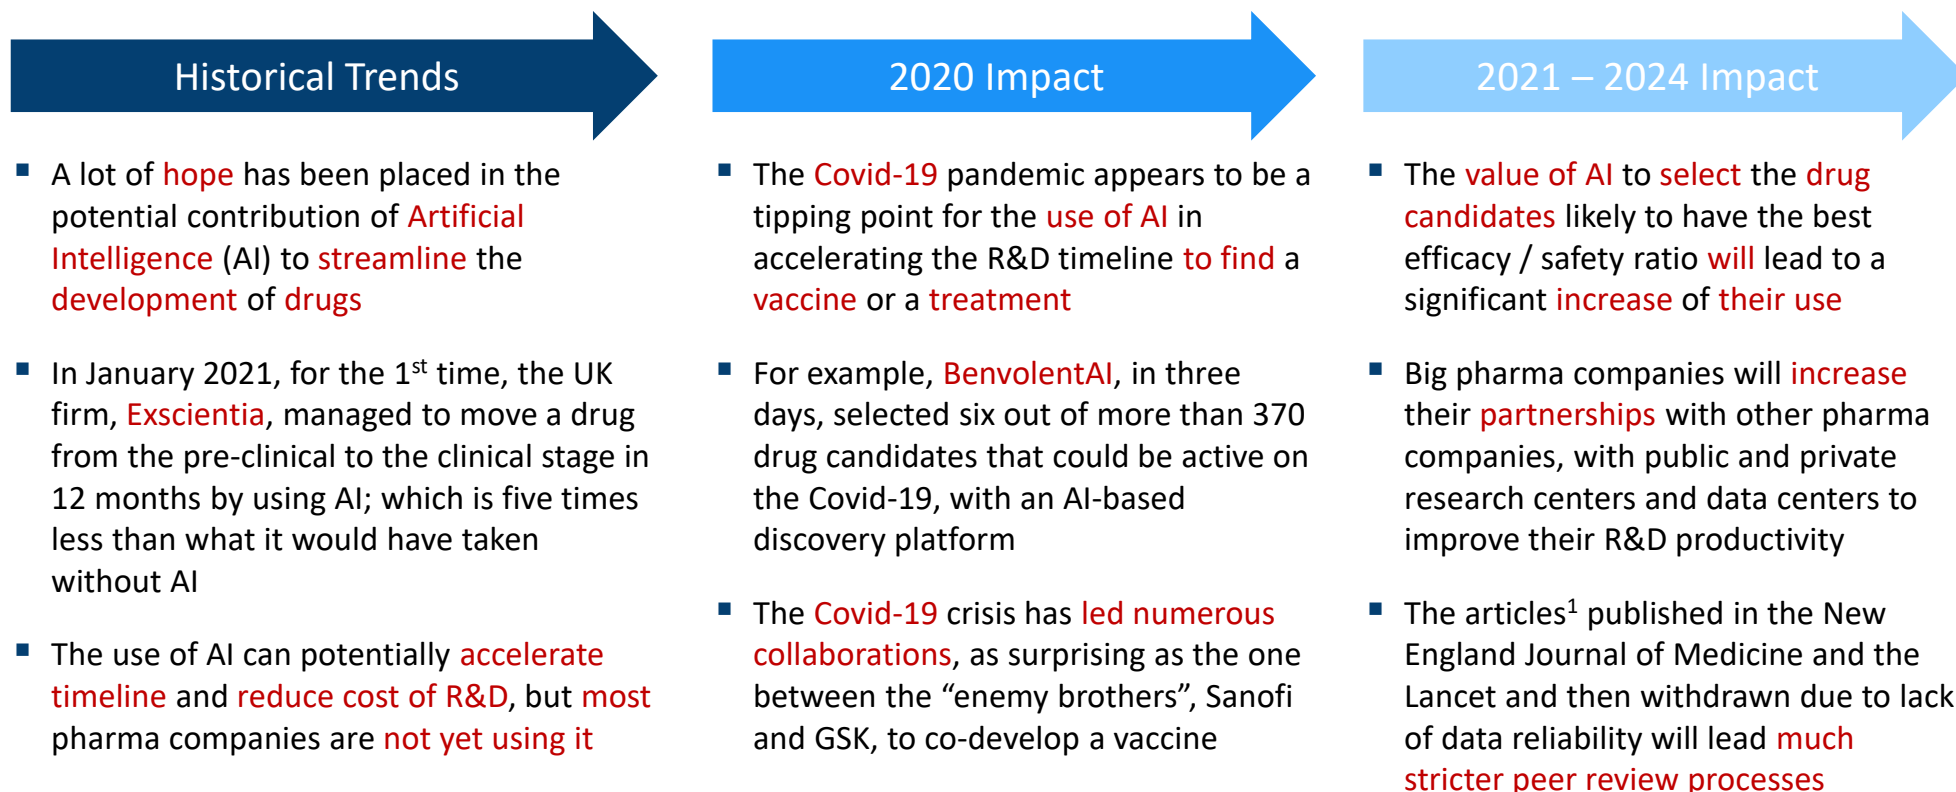 Historical Trends
▪ A lot of hope has been placed in the
potential contribution of Artificial
Intelligence (AI) to streamline the
development of drugs
▪ In January 2021, for the 1st time, the UK
firm, Exscientia, managed to move a drug
from the pre-clinical to the clinical stage in
12 months by using AI; which is five times
less than what it would have taken
without AI
▪ The use of AI can potentially accelerate
timeline and reduce cost of R&D, but most
pharma companies are not yet using it
2020 Impact
▪ The Covid-19 pandemic appears to be a
tipping point for the use of AI in
accelerating the R&D timeline to find a
vaccine or a treatment
▪ For example, BenvolentAI, in three
days, selected six out of more than 370
drug candidates that could be active on
the Covid-19, with an AI-based
discovery platform
▪ The Covid-19 crisis has led numerous
collaborations, as surprising as the one
between the “enemy brothers”, Sanofi
and GSK, to co-develop a vaccine
2021 – 2024 Impact
▪ The value of AI to select the drug
candidates likely to have the best
efficacy / safety ratio will lead to a
significant increase of their use
▪ Big pharma companies will increase
their partnerships with other pharma
companies, with public and private
research centers and data centers to
improve their R&D productivity
▪ The articles¹ published in the New
England Journal of Medicine and the
Lancet and then withdrawn due to lack
of data reliability will lead much
stricter peer review processes